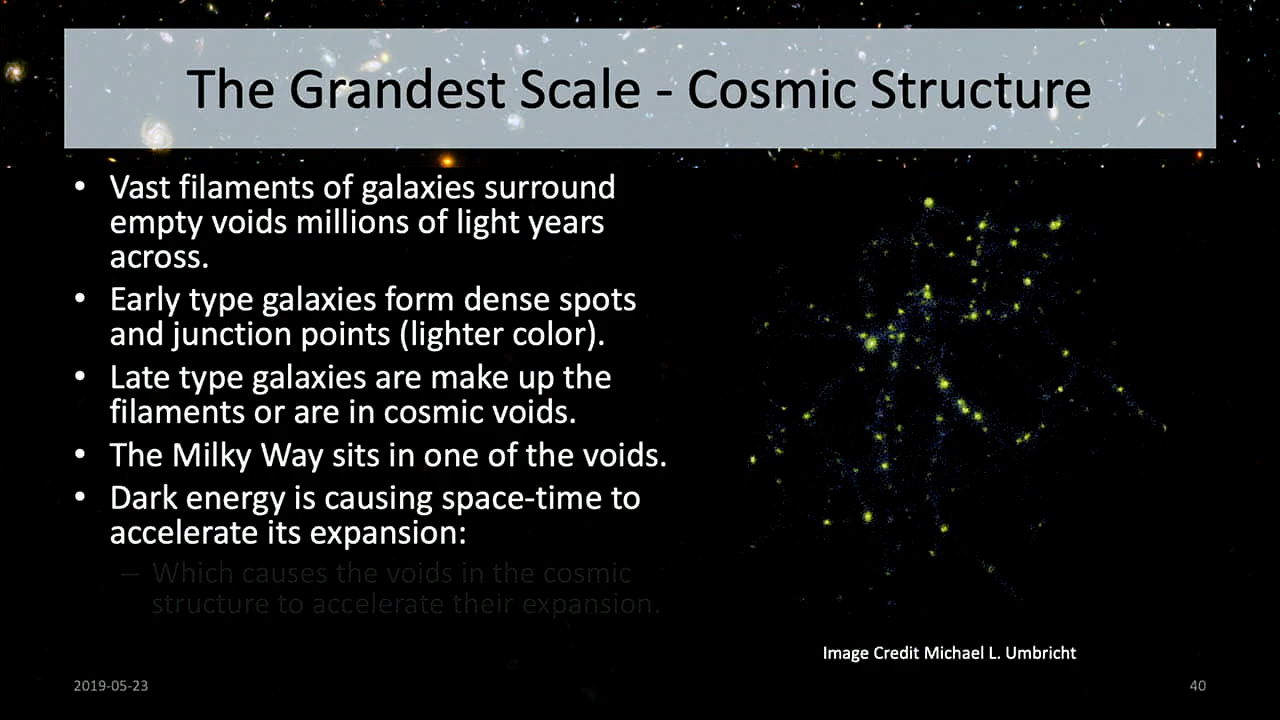 The Grandest Scale - Cosmic Structure
• Vast filaments of galaxies surround
empty voids millions of light years
across.
• Early type galaxies form dense spots
and junction points (lighter color).
• Late type galaxies are make up the
filaments or are in cosmic voids.
• The Milky Way sits in one of the voids.
• Dark energy is causing space-time to
accelerate its expansion:
– Which causes the voids in the cosmic
structure to accelerate their expansion.
Image Credit Michael L. Umbricht
2019-05-23
40